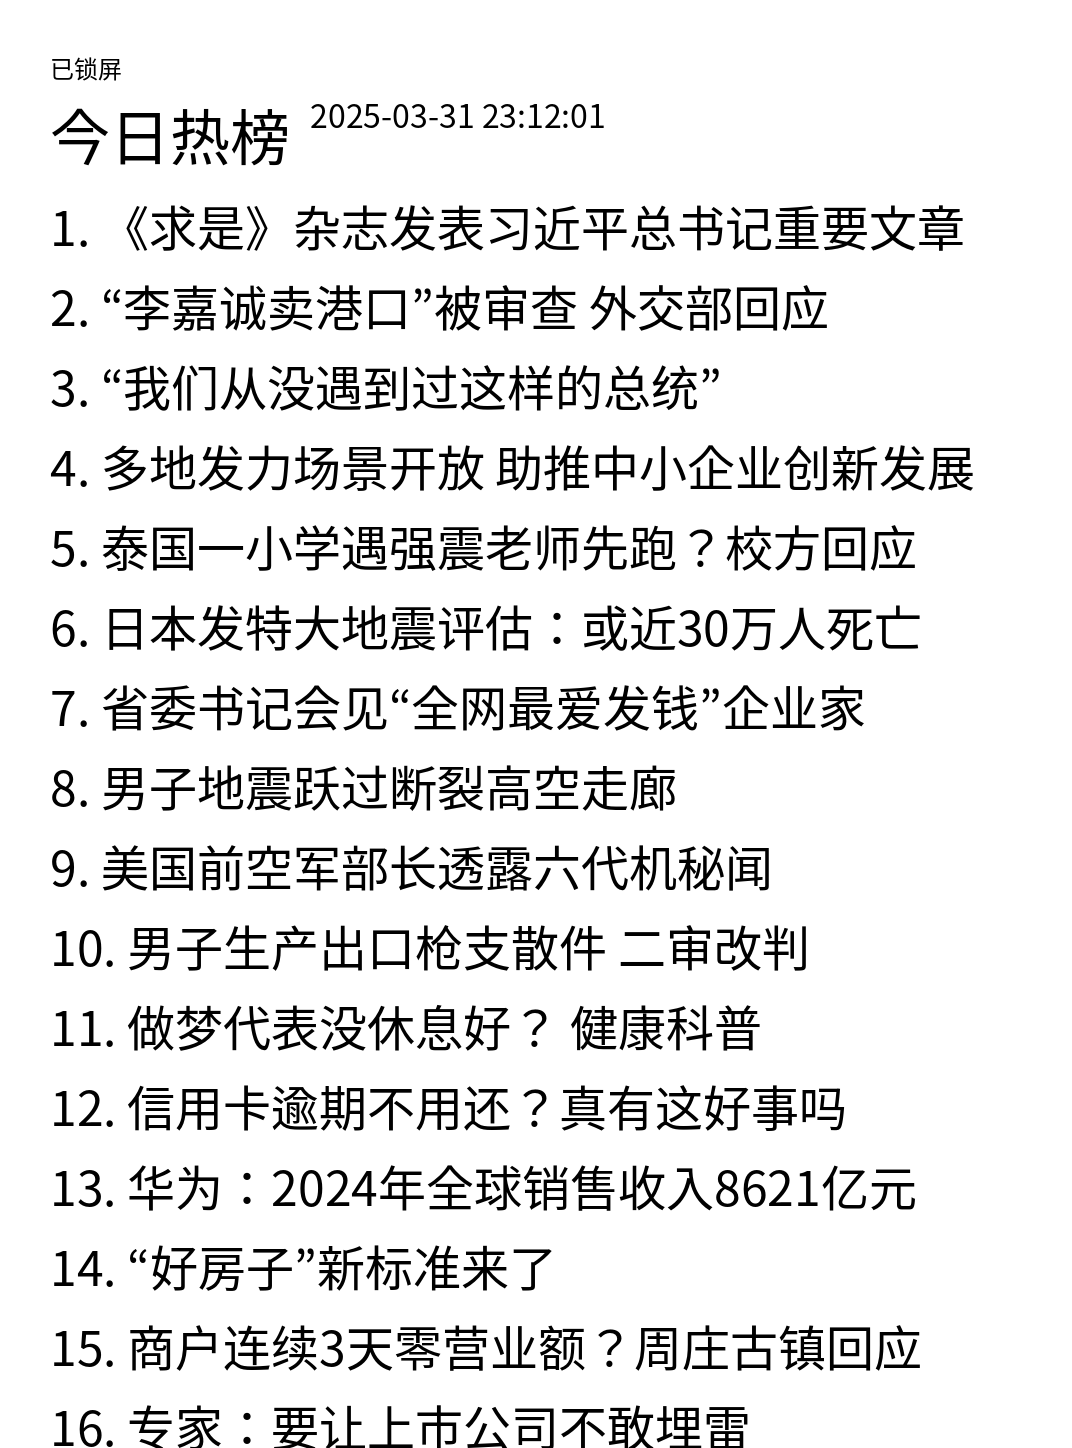 已锁屏
今日热榜 2025-03-31 23:12:01
1. 《求是》杂志发表习近平总书记重要文章
2. “李嘉诚卖港口”被审查 外交部回应
3. “我们从没遇到过这样的总统”
4. 多地发力场景开放 助推中小企业创新发展
5. 泰国一小学遇强震老师先跑？校方回应
6. 日本发特大地震评估：或近30万人死亡
7. 省委书记会见“全网最爱发钱”企业家
8. 男子地震跃过断裂高空走廊
9. 美国前空军部长透露六代机秘闻
10. 男子生产出口枪支散件 二审改判
11. 做梦代表没休息好？ 健康科普
12. 信用卡逾期不用还？真有这好事吗
13. 华为：2024年全球销售收入8621亿元
14. “好房子”新标准来了
15. 商户连续3天零营业额？周庄古镇回应
16. 专家：要让上市公司不敢埋雷